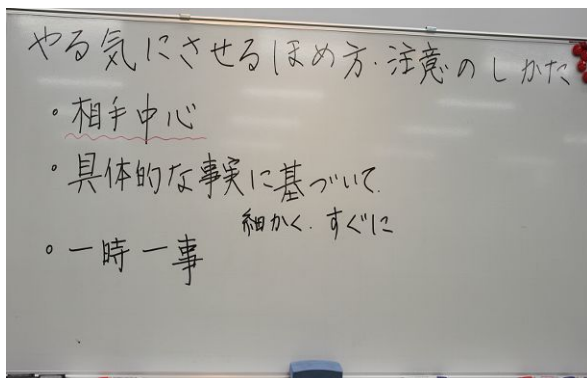 やる気にさせるほめ方・注意のしかた
・相手中心
・具体的な事実に基づいて.
細かく. すぐに
・一時一事